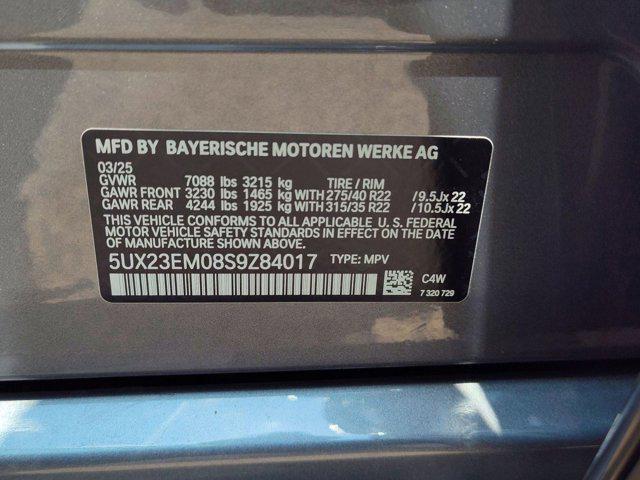 MFD BY BAYERISCHE MOTOREN WERKE AG
03/25
GVWR 7088 lbs 3215 kg TIRE / RIM
GAWR FRONT 3230 lbs 1465 kg WITH 275/40 R22 /9.5Jx22
GAWR REAR 4244 lbs 1925 kg WITH 315/35 R22 /10.5Jx22
THIS VEHICLE CONFORMS TO ALL APPLICABLE U. S. FEDERAL
MOTOR VEHICLE SAFETY STANDARDS IN EFFECT ON THE DATE
OF MANUFACTURE SHOWN ABOVE.
5UX23EM08S9Z84017 TYPE: MPV
C4W
7 320 729